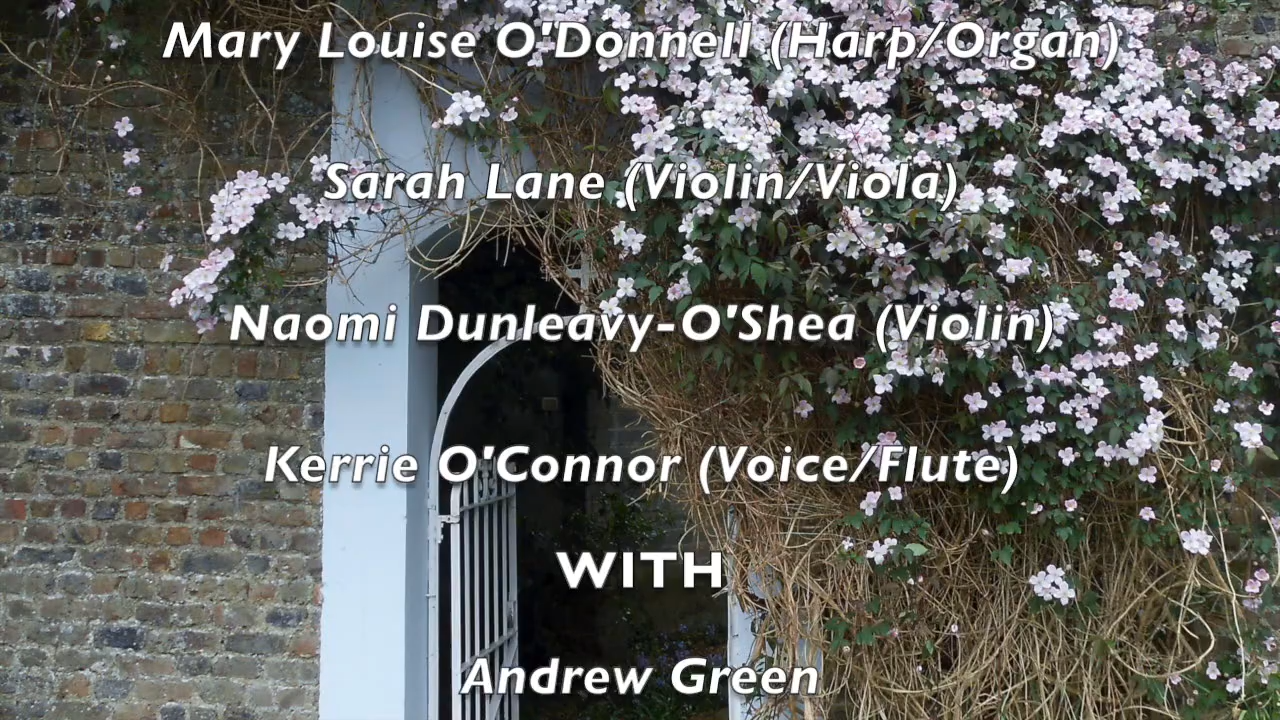 Mary Louise O'Donnell (Harp/Organ)
Sarah Lane (Violin/Viola)
Naomi Dunleavy-O'Shea (Violin)
Kerrie O'Connor (Voice/Flute)
WITH
Andrew Green